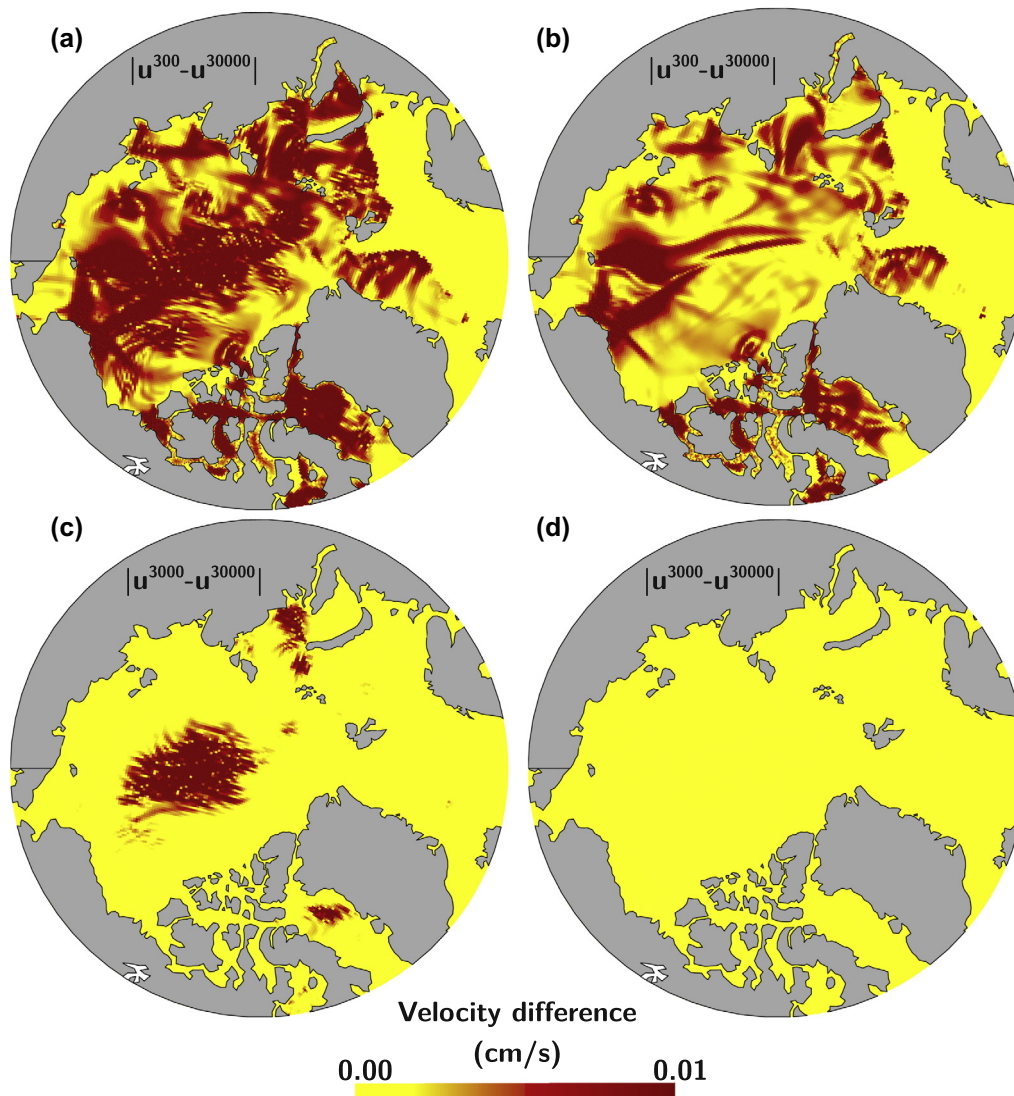 (a)
|u³⁰⁰-u³⁰⁰⁰⁰|
(b)
|u³⁰⁰-u³⁰⁰⁰⁰|
(c)
|u³⁰⁰⁰-u³⁰⁰⁰⁰|
(d)
|u³⁰⁰⁰-u³⁰⁰⁰⁰|
Velocity difference
(cm/s)
0.00 0.01